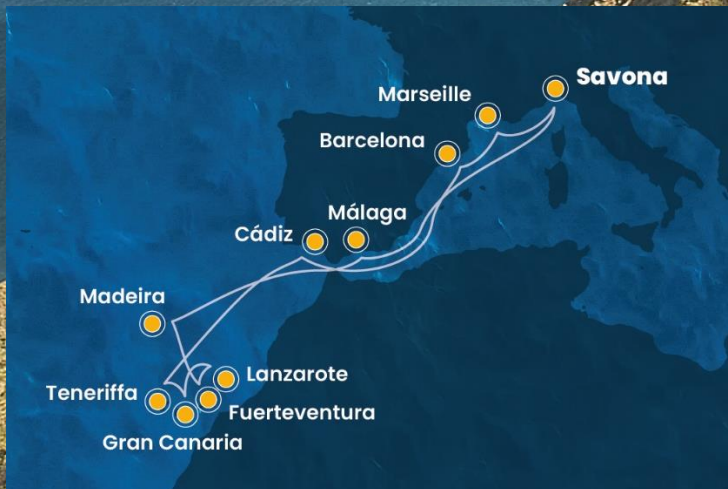 Savona
Marseille
Barcelona
Málaga
Cádiz
Madeira
Lanzarote
Teneriffa
Fuerteventura
Gran Canaria